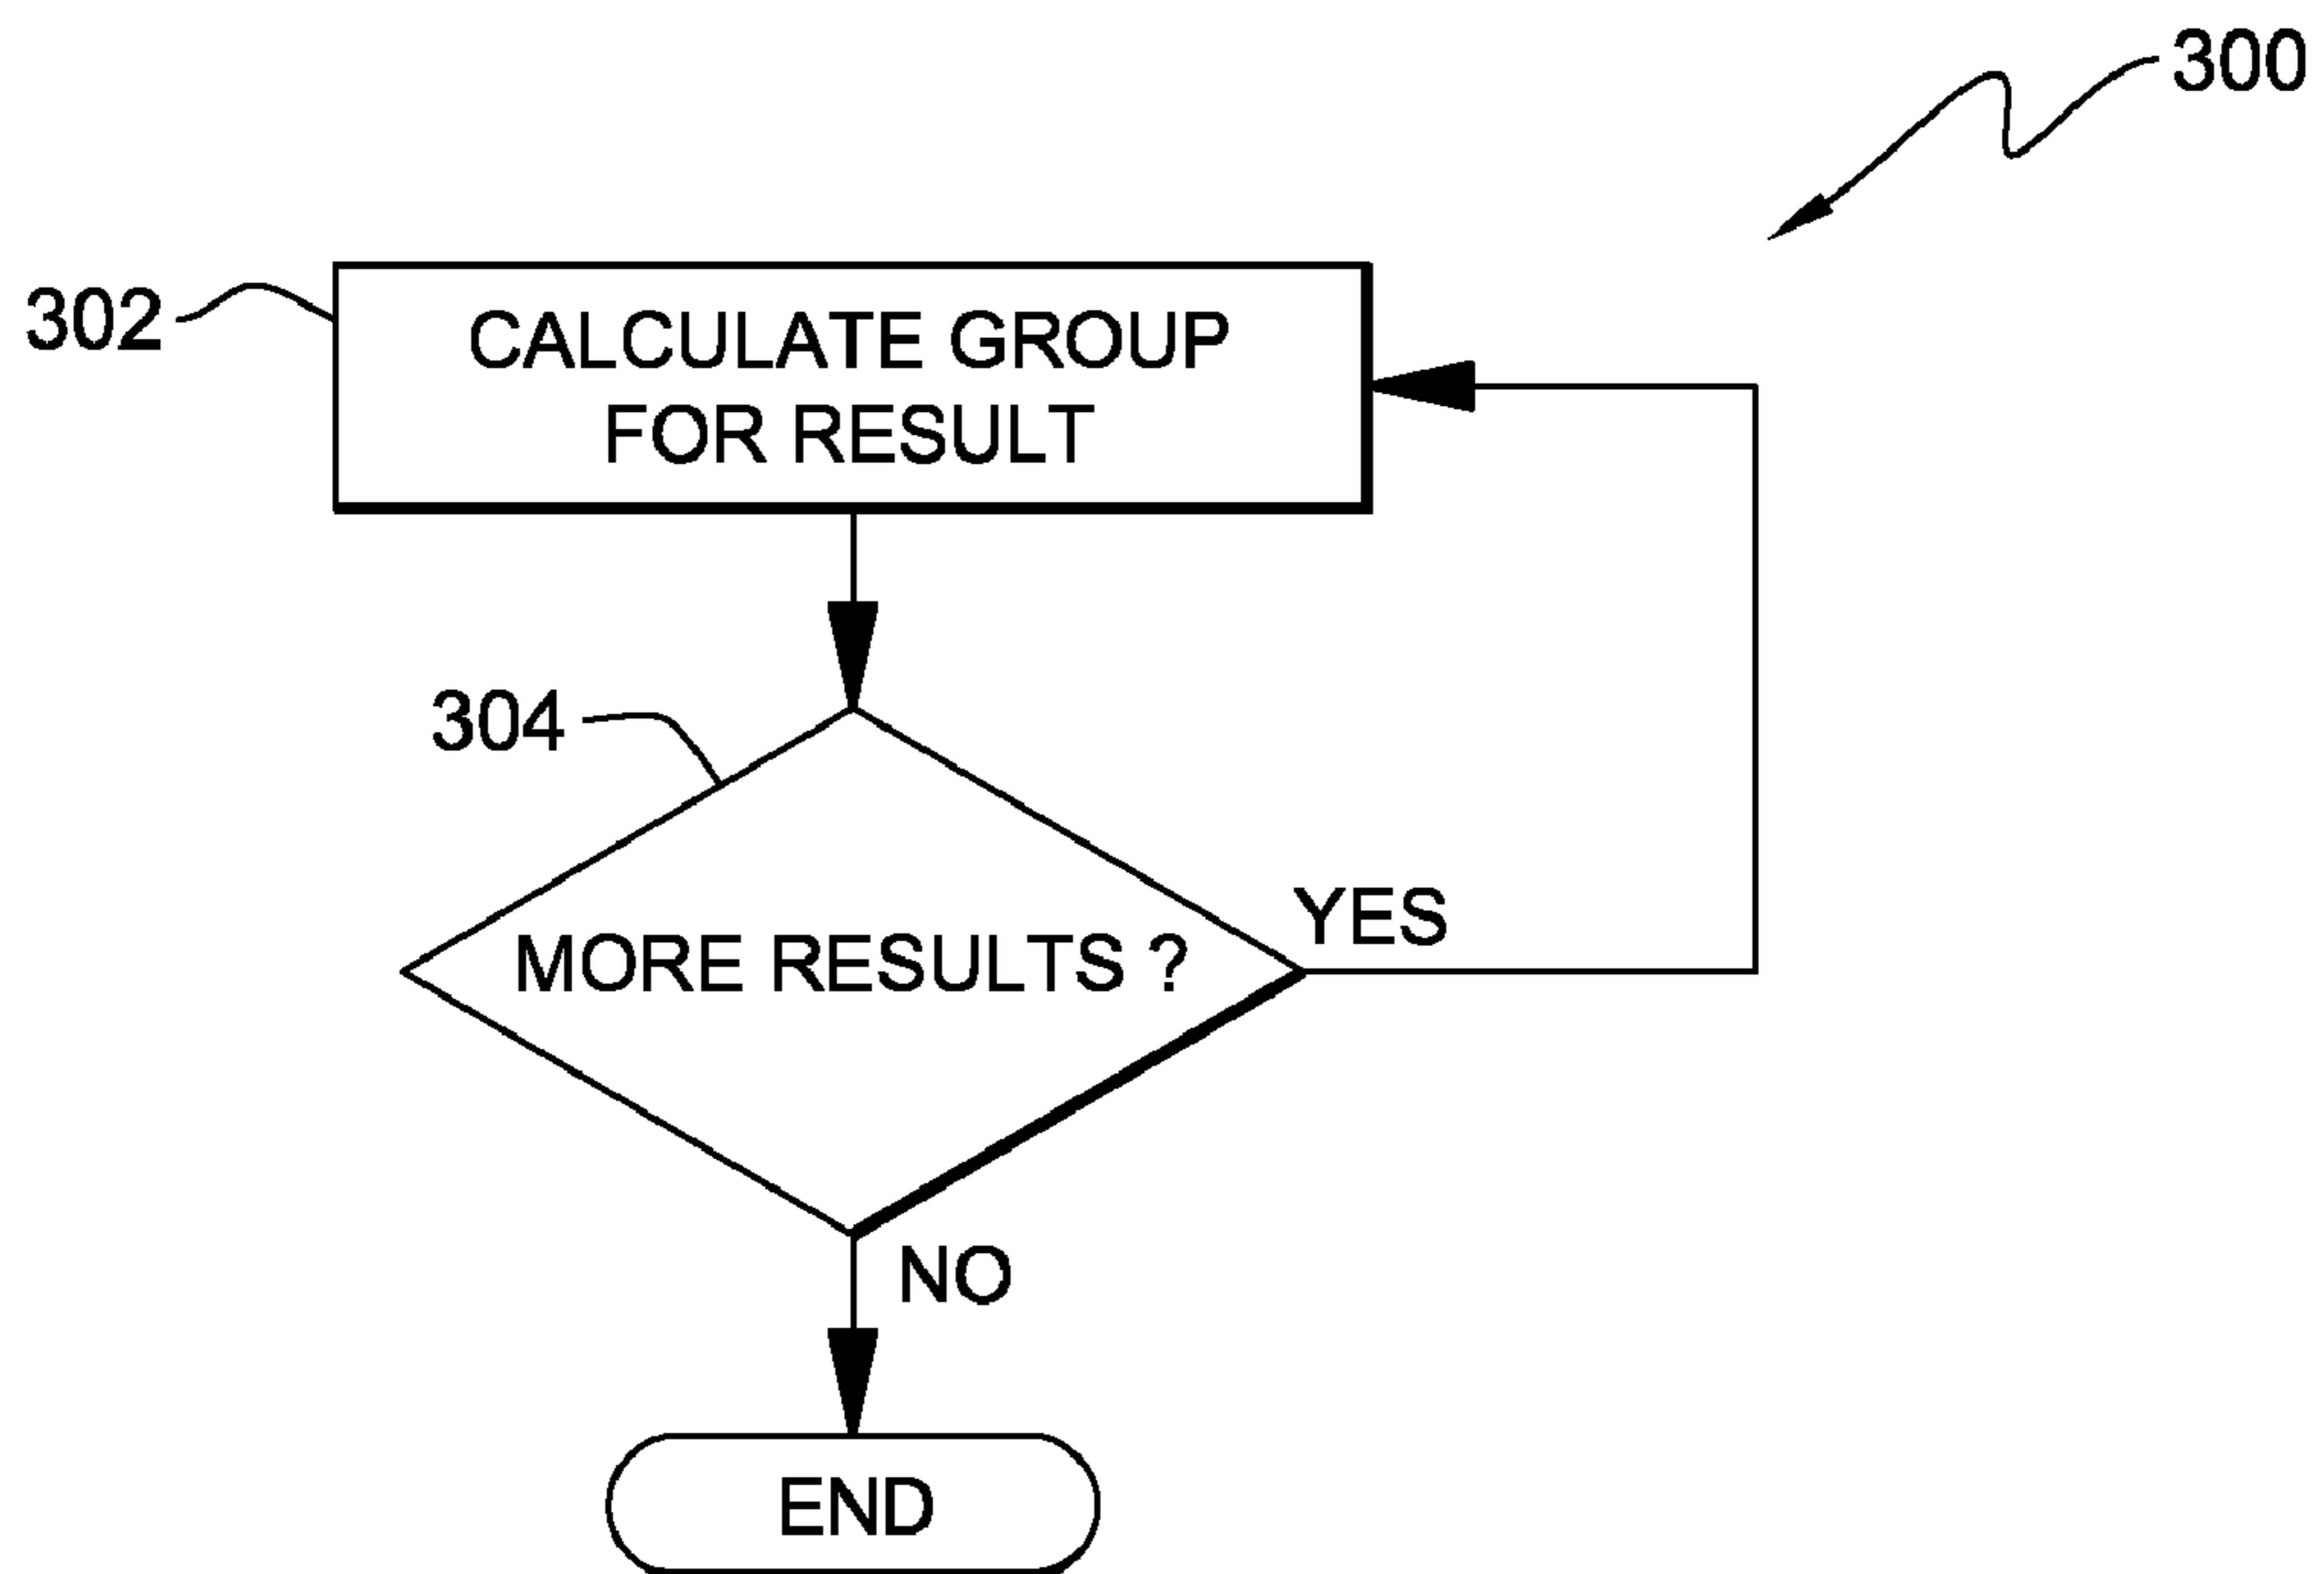 300
302
CALCULATE GROUP
FOR RESULT
304
MORE RESULTS ?
YES
NO
END